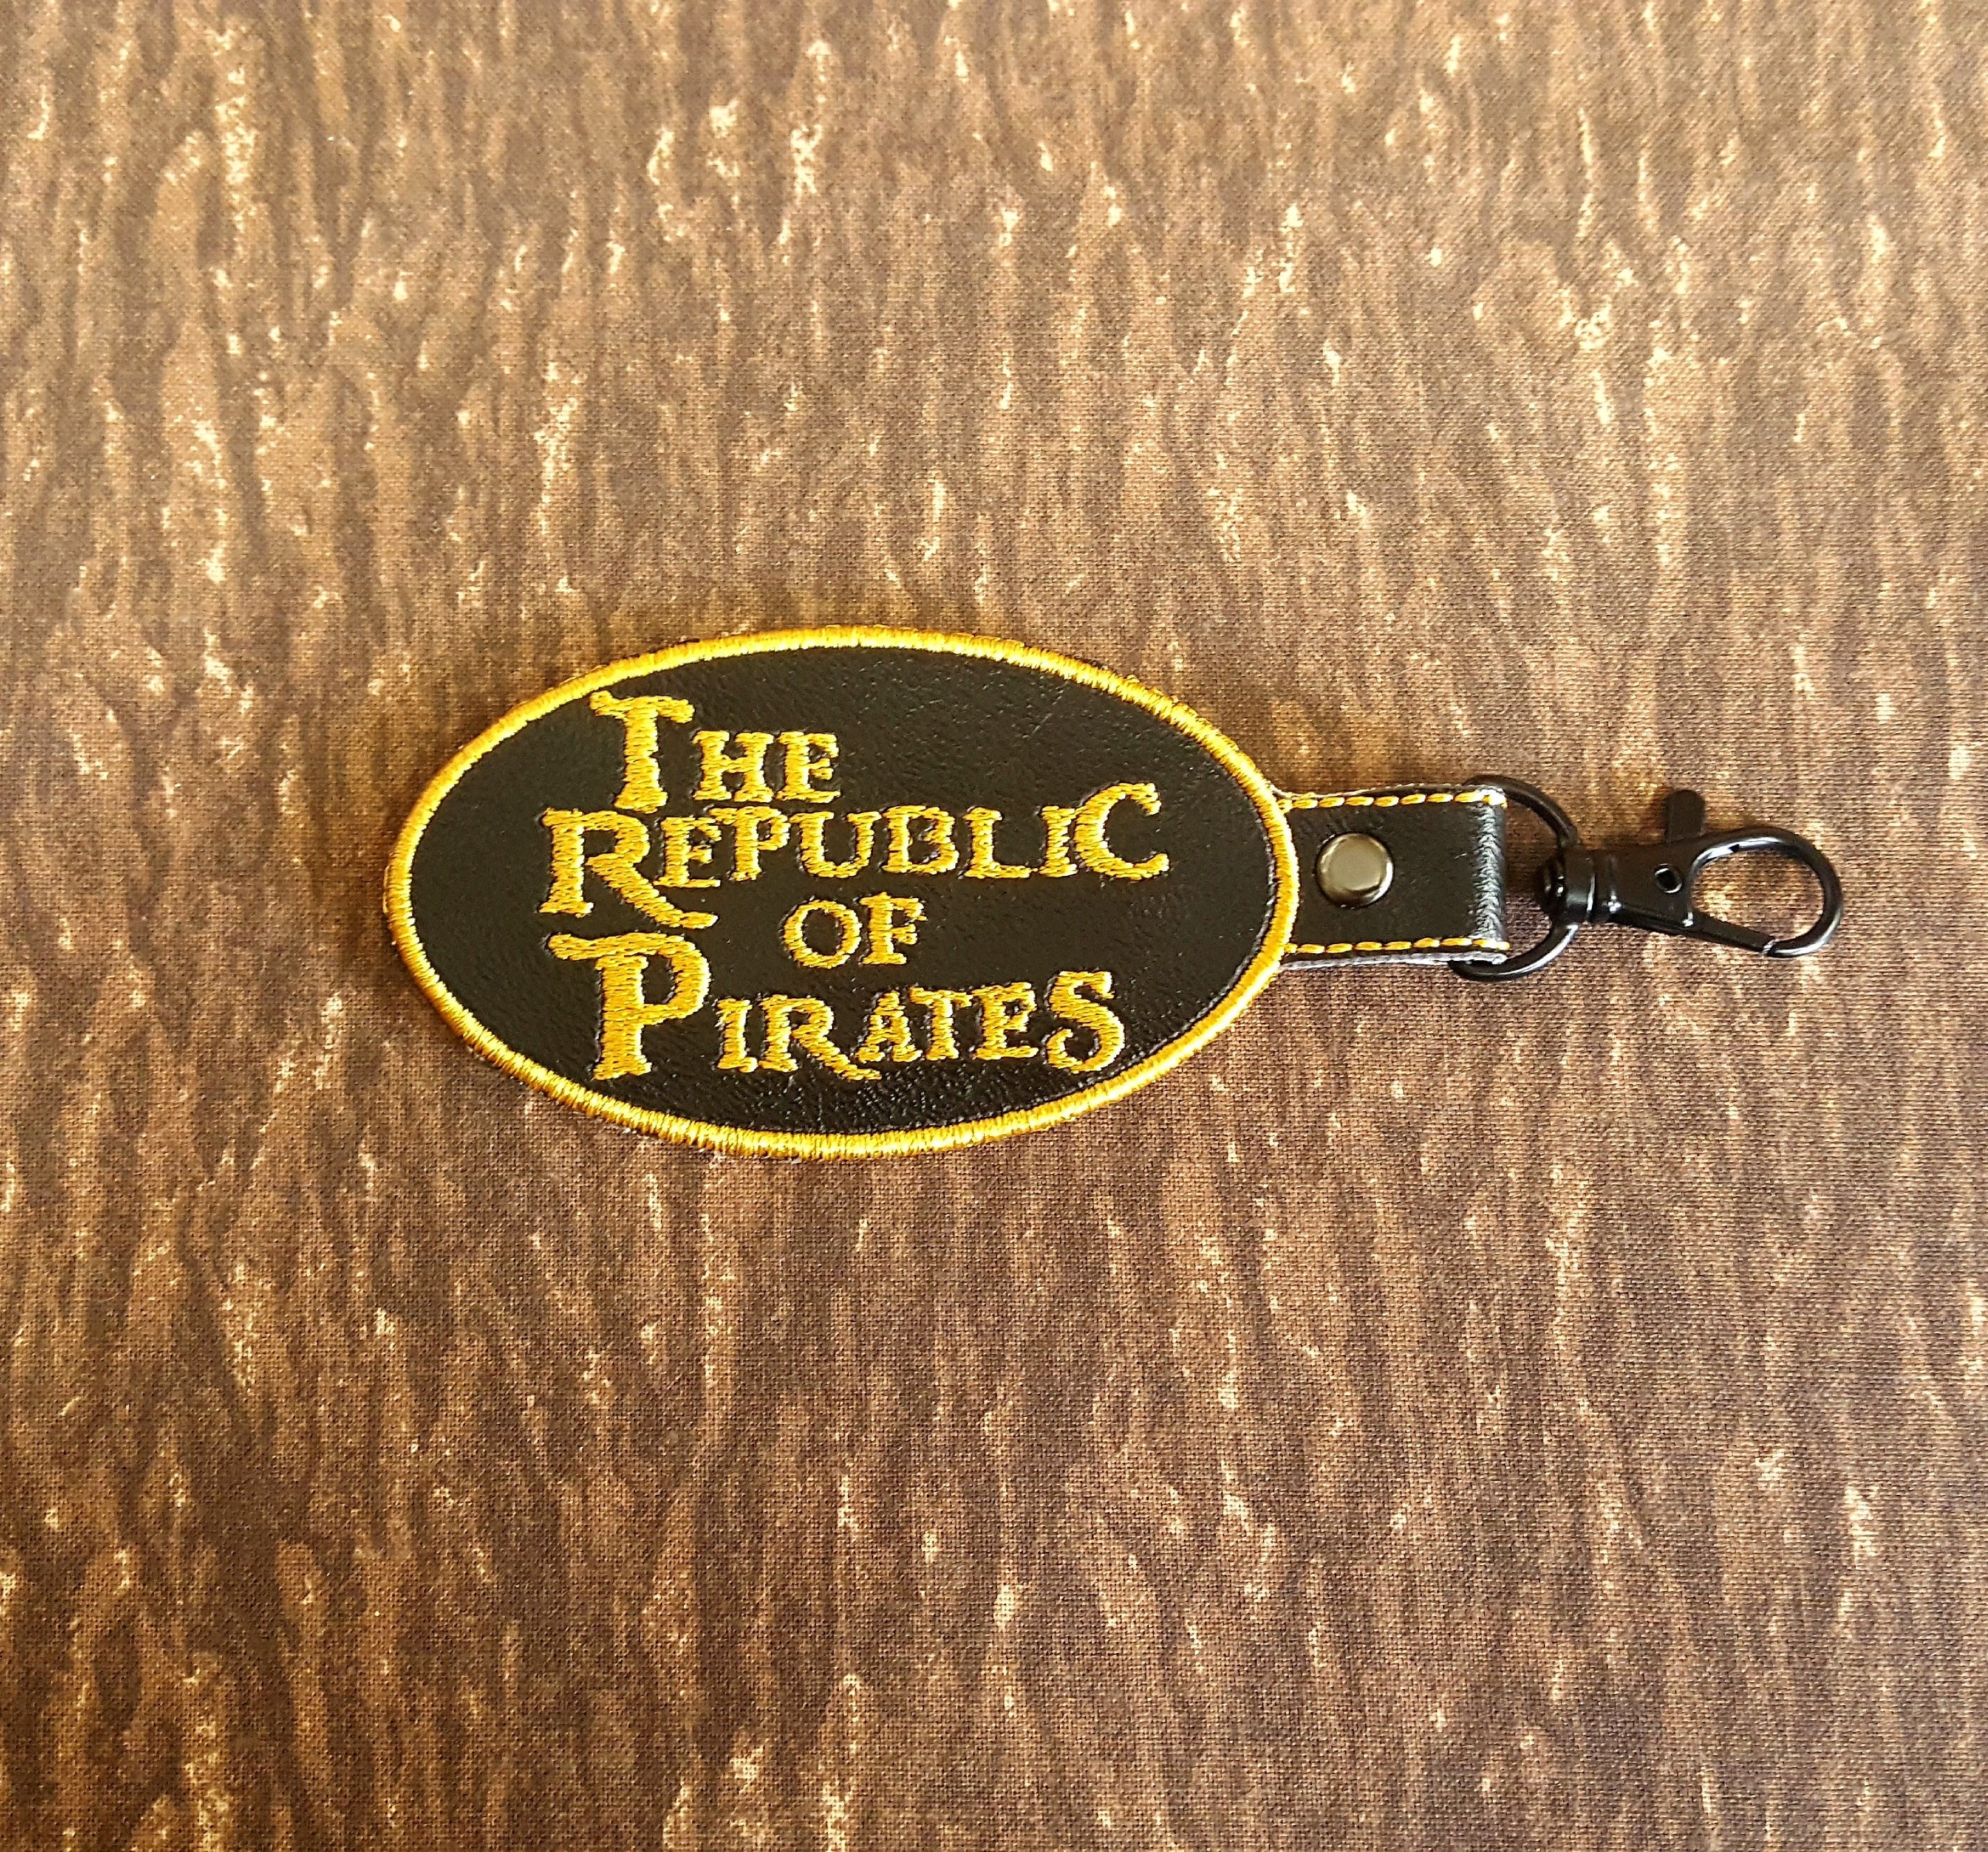 THE
REPUBLIC
OF
PIRATES